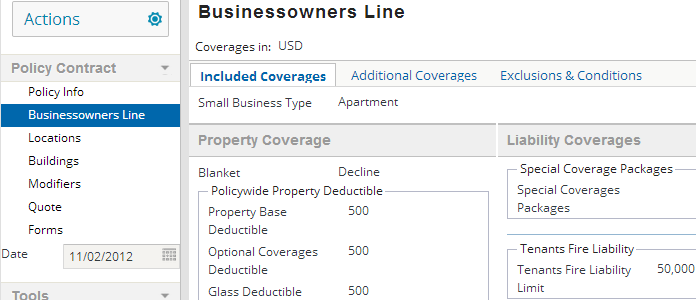 Actions
Policy Contract
Policy Info
Businessowners Line
Locations
Buildings
Modifiers
Quote
Forms
Date 11/02/2012
Tools
Businessowners Line
Coverages in: USD
Included Coverages Additional Coverages Exclusions & Conditions
Small Business Type Apartment
Property Coverage
Blanket Decline
Policywide Property Deductible
Property Base 500
Deductible
Optional Coverages 500
Deductible
Glass Deductible 500
Liability Coverages
Special Coverage Packages
Special Coverages
Packages
Tenants Fire Liability
Tenants Fire Liability 50,000
Limit